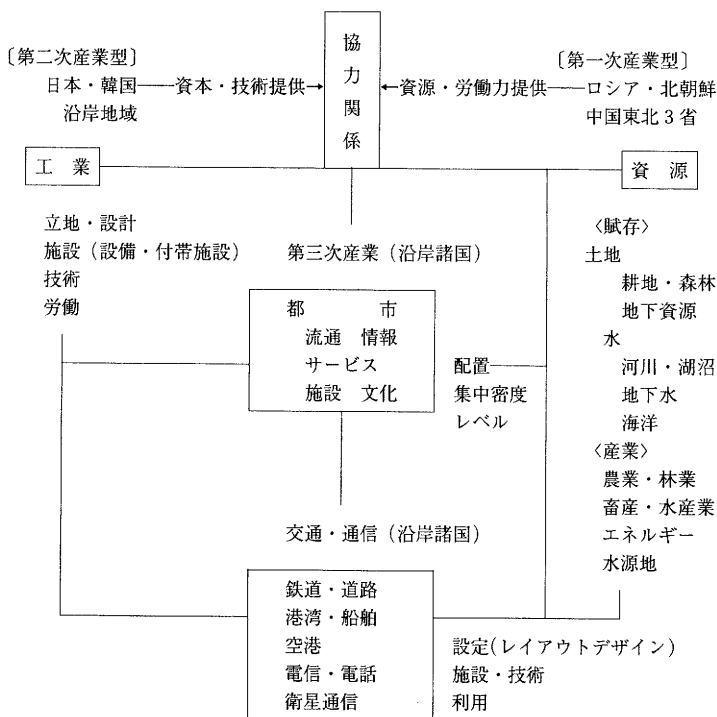 協力関係
〔第二次産業型〕
日本・韓国──資本・技術提供→
沿岸地域
〔第一次産業型〕
←資源・労働力提供──ロシア・北朝鮮
中国東北3省
工業
資源
立地・設計
施設(設備・付帯施設)
技術
労働
第三次産業(沿岸諸国)
都市
流通 情報
サービス
施設 文化
配置
集中密度
レベル
〈賦存〉
土地
耕地・森林
地下資源
水
河川・湖沼
地下水
海洋
〈産業〉
農業・林業
畜産・水産業
エネルギー
水源地
交通・通信(沿岸諸国)
鉄道・道路
港湾・船舶
空港
電信・電話
衛星通信
設定(レイアウトデザイン)
施設・技術
利用